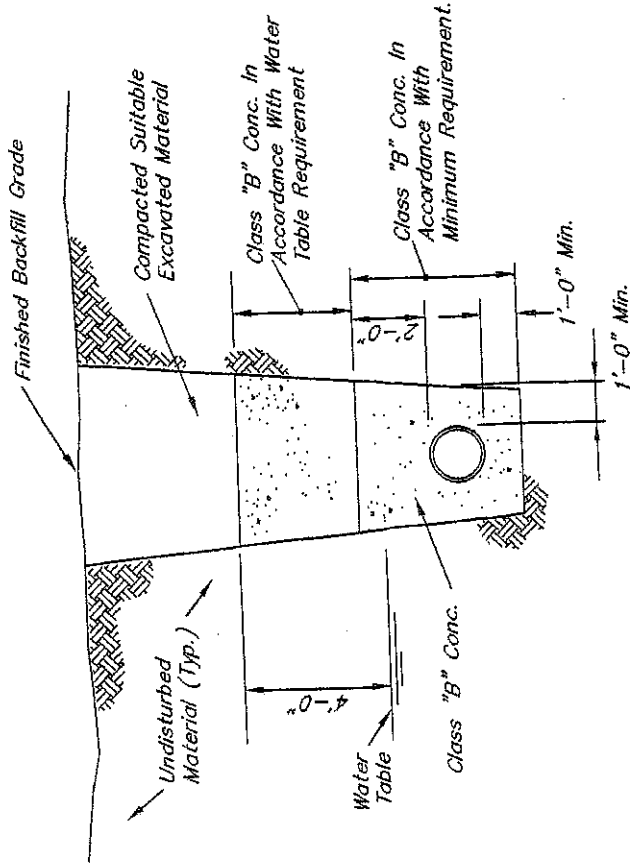 Finished Backfill Grade
Compacted Suitable
Excavated Material
Undisturbed
Material (Typ.)
4'-0"
Water
Table
Class "B" Conc.
Class "B" Conc. In
Accordance With Water
Table Requirement
2'-0"
Class "B" Conc. In
Accordance With
Minimum Requirement.
1'-0" Min.
1'-0" Min.